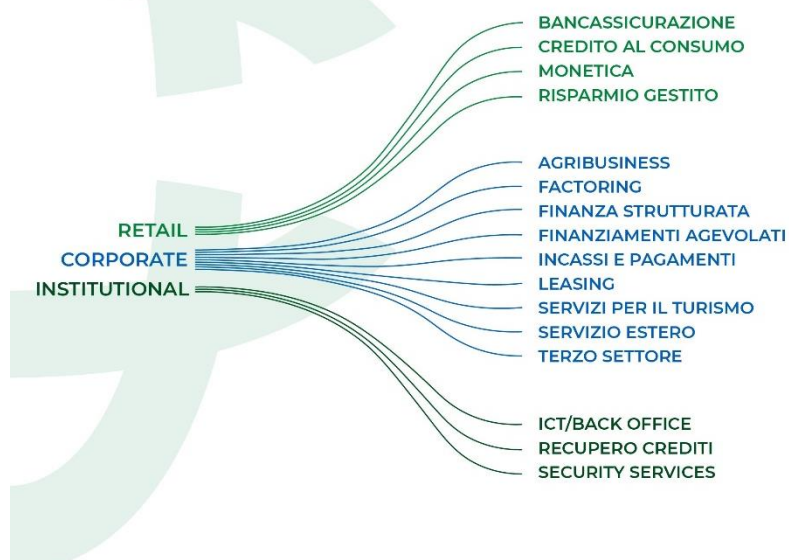 BANCASSICURAZIONE
CREDITO AL CONSUMO
MONETICA
RISPARMIO GESTITO
AGRIBUSINESS
FACTORING
FINANZA STRUTTURATA
FINANZIAMENTI AGEVOLATI
INCASSI E PAGAMENTI
LEASING
SERVIZI PER IL TURISMO
SERVIZIO ESTERO
TERZO SETTORE
ICT/BACK OFFICE
RECUPERO CREDITI
SECURITY SERVICES
RETAIL
CORPORATE
INSTITUTIONAL